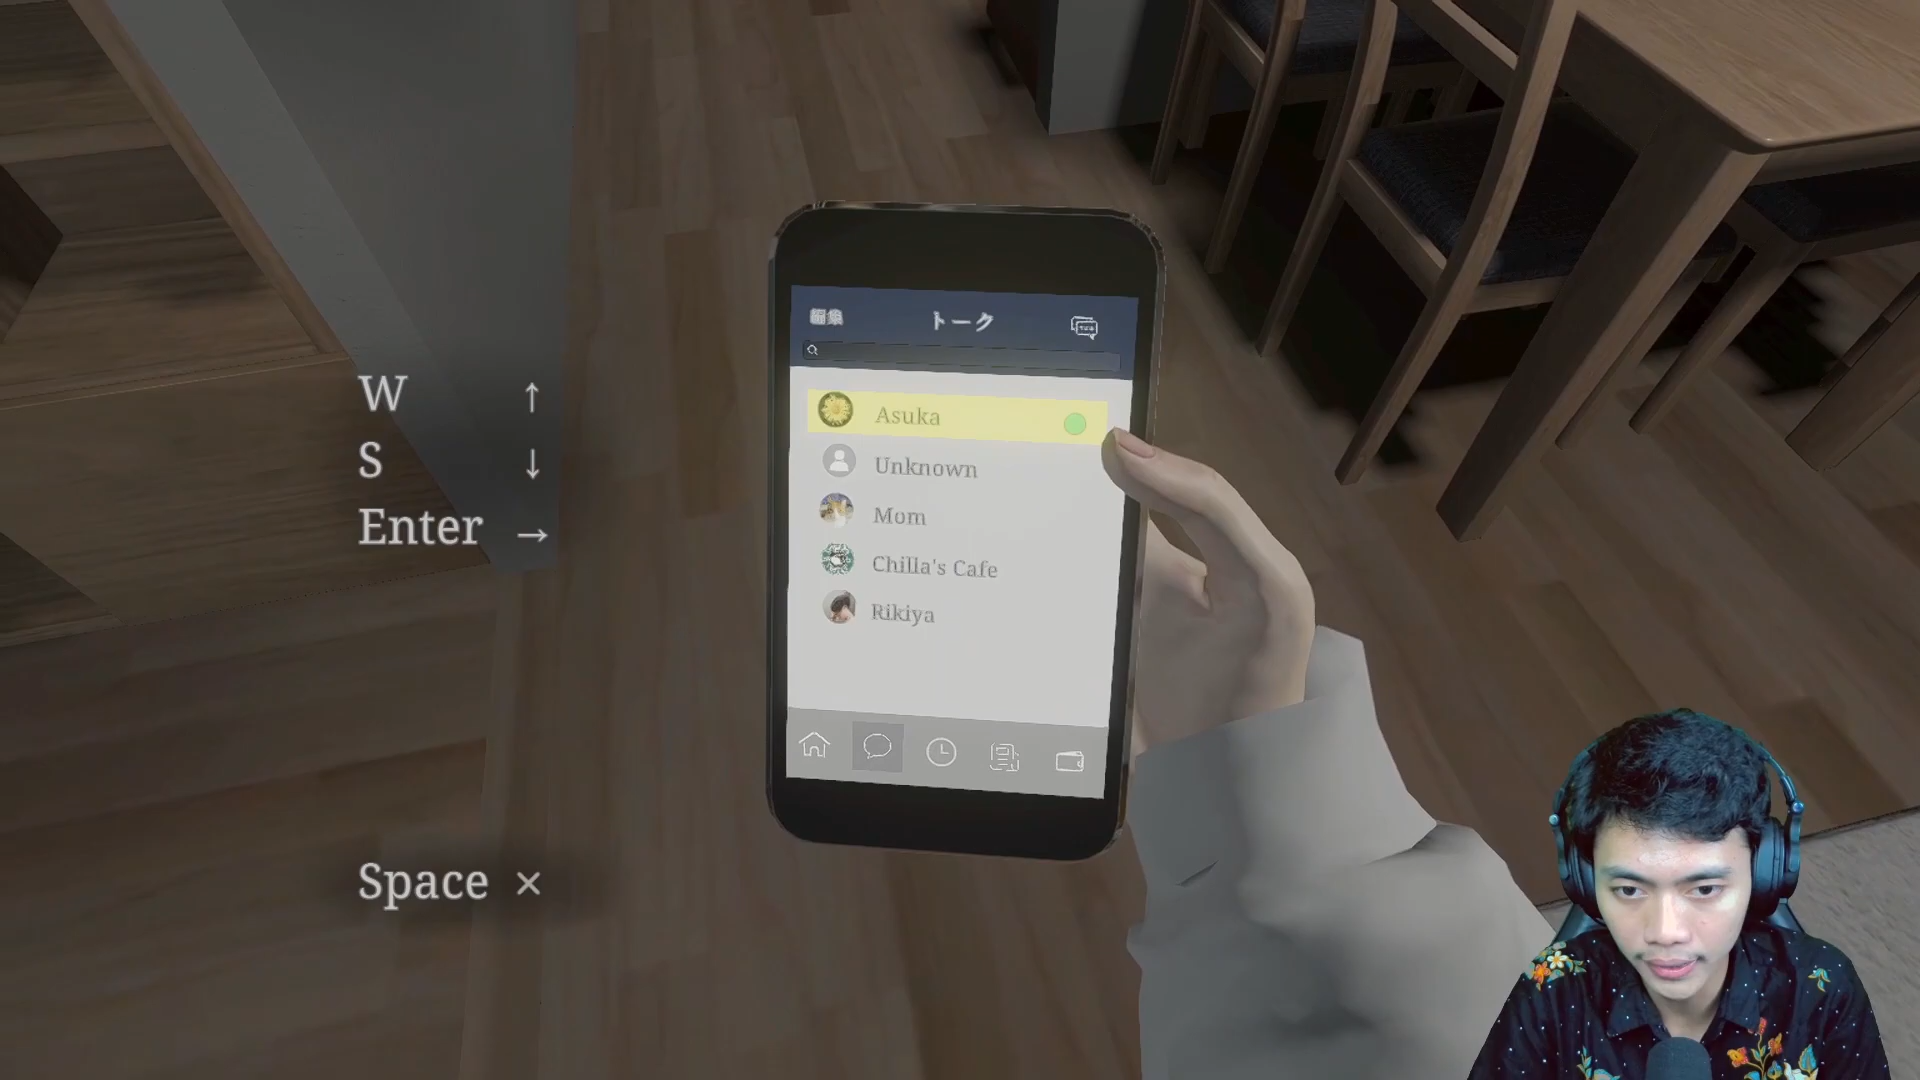 編集
トーク
Asuka
Unknown
Mom
Chilla's Cafe
Rikiya
W ↑
S ↓
Enter →
Space ×